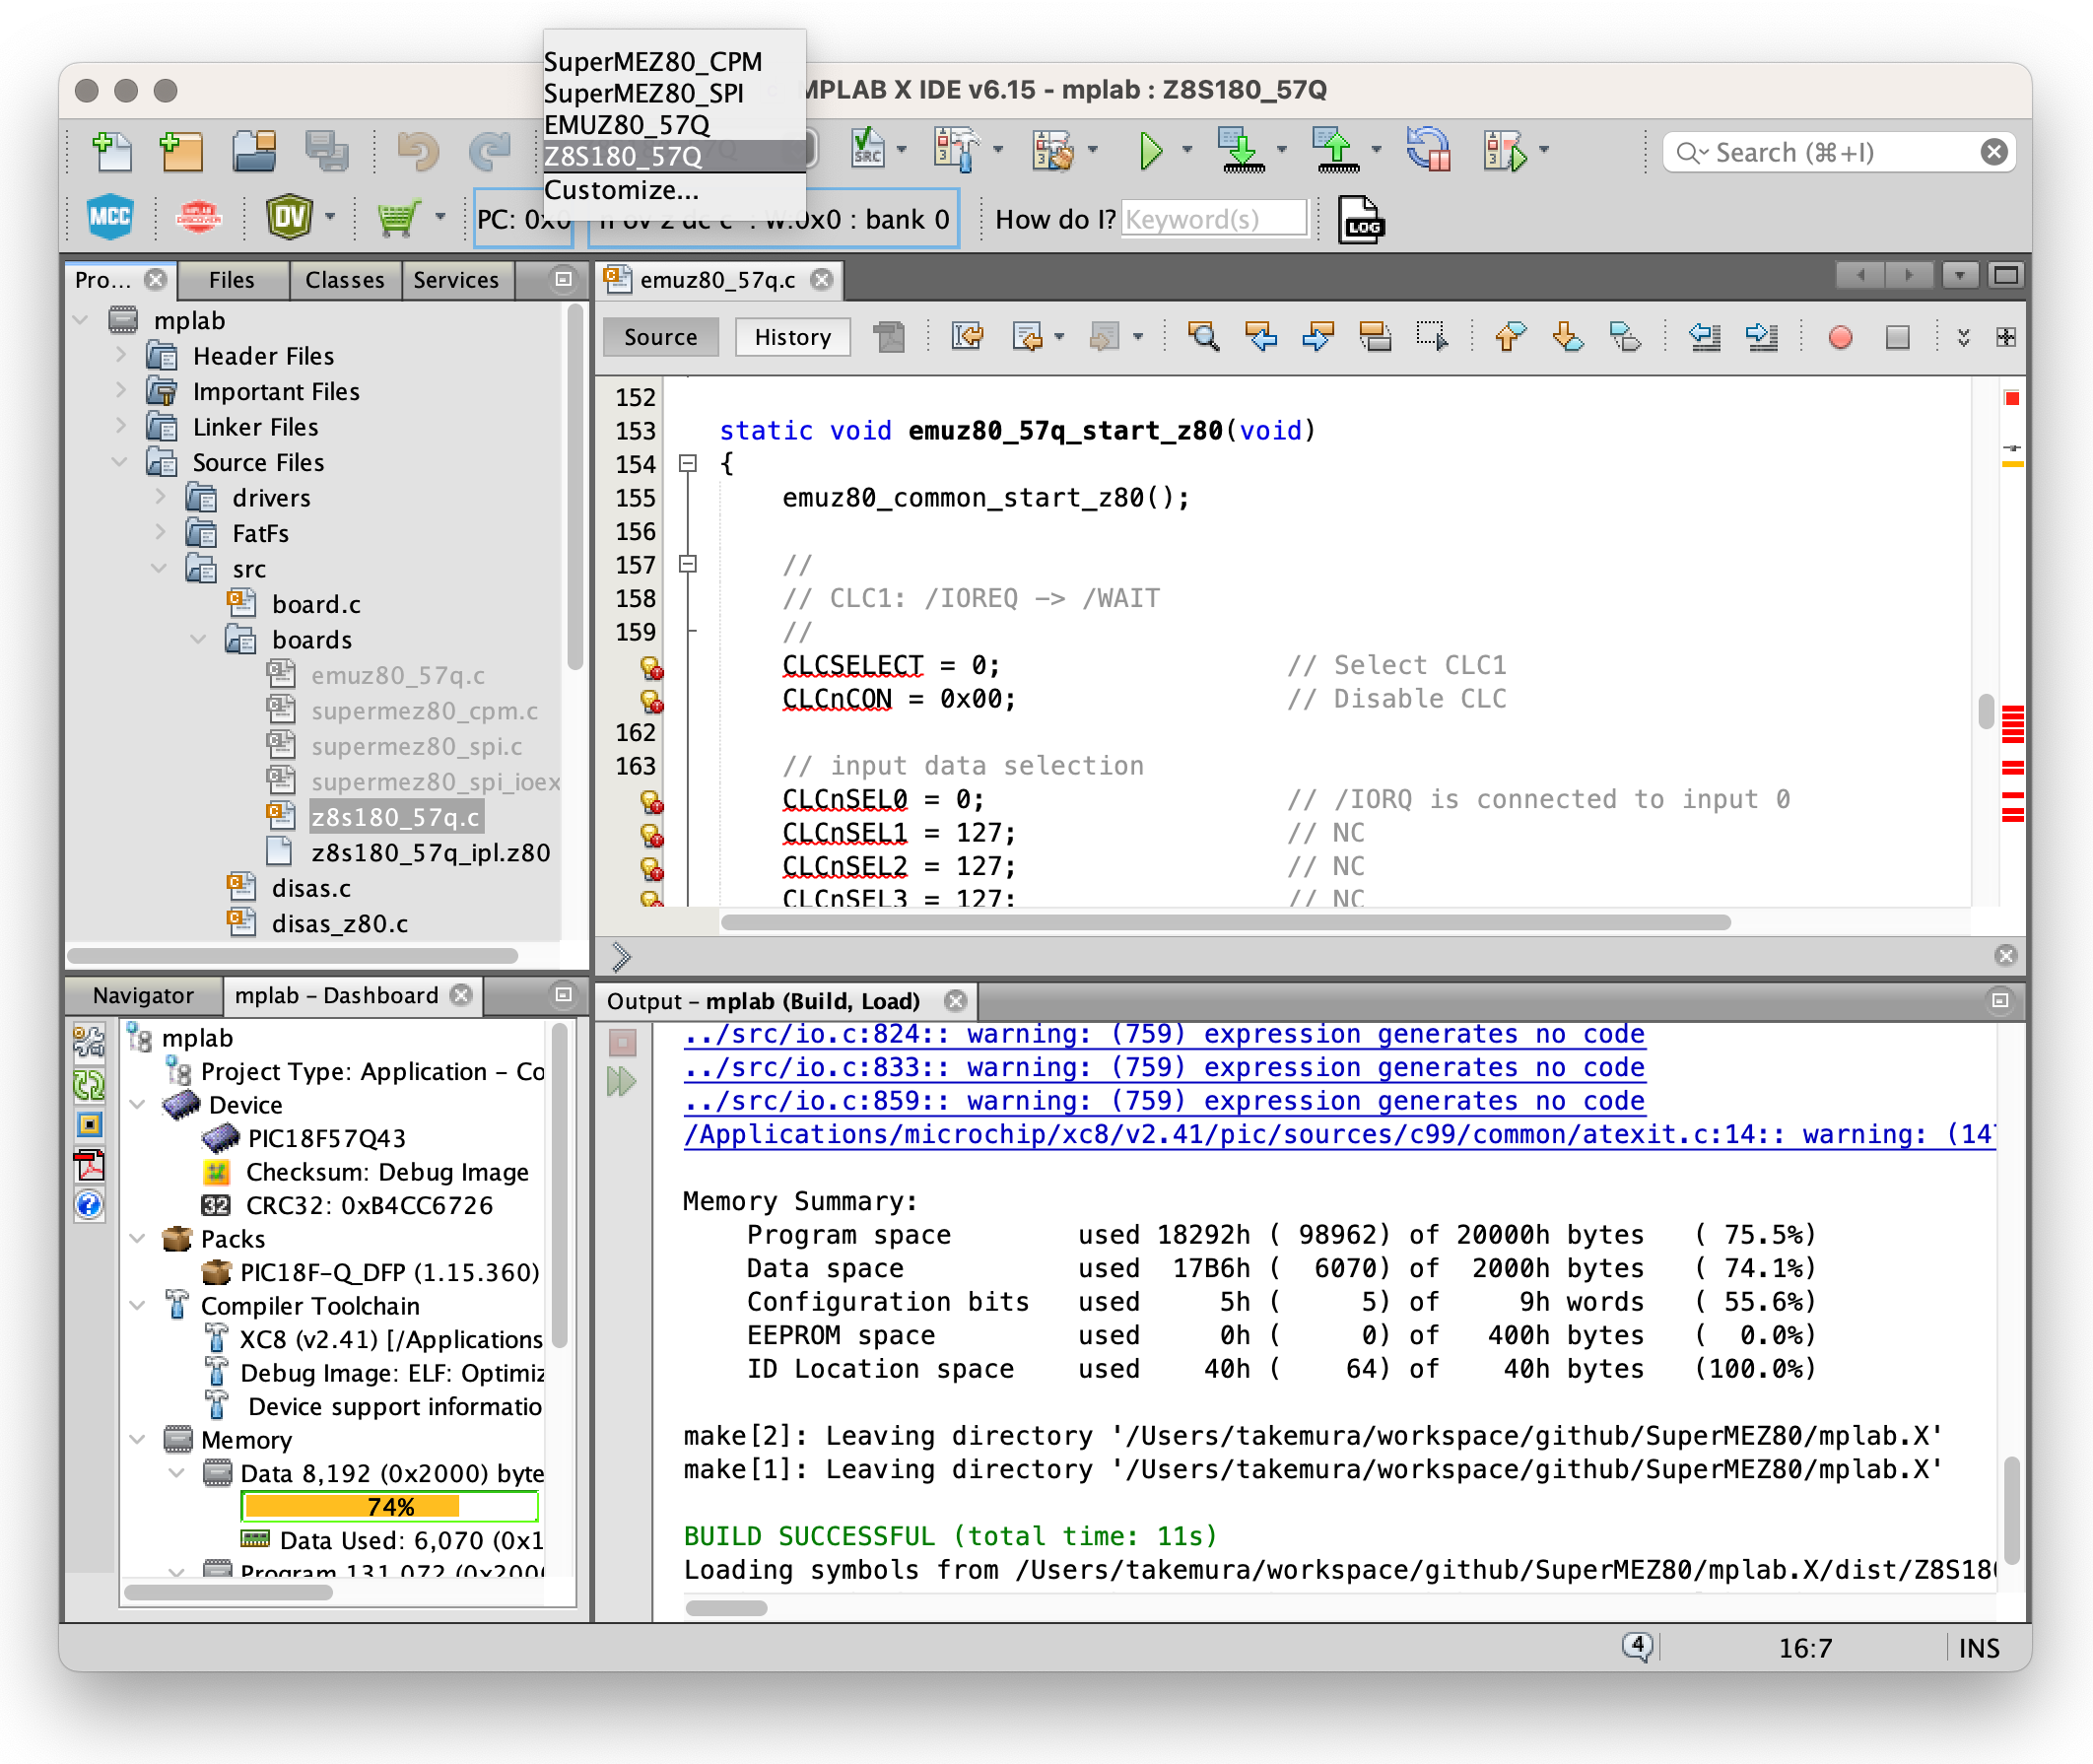 SuperMEZ80_CPM
SuperMEZ80_SPI
EMUZ80_57Q
Z8S180_57Q
Customize...
MPLAB X IDE v6.15 - mplab : Z8S180_57Q
SRC
Search (⌘+I)
MCC
DV
PC: 0x0
n ov z dc c : W:0x0 : bank 0
How do I?
Keyword(s)
LOG
Pro...
Files
Classes
Services
mplab
Header Files
Important Files
Linker Files
Source Files
drivers
FatFs
src
board.c
boards
emuz80_57q.c
supermez80_cpm.c
supermez80_spi.c
supermez80_spi_ioex
z8s180_57q.c
z8s180_57q_ipl.z80
disas.c
disas_z80.c
emuz80_57q.c
Source
History
152
153 static void emuz80_57q_start_z80(void)
154 {
155 emuz80_common_start_z80();
156
157 //
158 // CLC1: /IOREQ -> /WAIT
159 //
CLCSELECT = 0; // Select CLC1
CLCnCON = 0x00; // Disable CLC
162
163 // input data selection
CLCnSEL0 = 0; // /IORQ is connected to input 0
CLCnSEL1 = 127; // NC
CLCnSEL2 = 127; // NC
CLCnSEL3 = 127; // NC
Navigator
mplab – Dashboard
mplab
Project Type: Application – Co
Device
PIC18F57Q43
Checksum: Debug Image
32 CRC32: 0xB4CC6726
Packs
PIC18F-Q_DFP (1.15.360)
Compiler Toolchain
XC8 (v2.41) [/Applications
Debug Image: ELF: Optimiz
Device support informatio
Memory
Data 8,192 (0x2000) byte
74%
Data Used: 6,070 (0x1
Program 131,072 (0x200
Output – mplab (Build, Load)
../src/io.c:824:: warning: (759) expression generates no code
../src/io.c:833:: warning: (759) expression generates no code
../src/io.c:859:: warning: (759) expression generates no code
/Applications/microchip/xc8/v2.41/pic/sources/c99/common/atexit.c:14:: warning: (14
Memory Summary:
Program space used 18292h ( 98962) of 20000h bytes ( 75.5%)
Data space used 17B6h ( 6070) of 2000h bytes ( 74.1%)
Configuration bits used 5h ( 5) of 9h words ( 55.6%)
EEPROM space used 0h ( 0) of 400h bytes ( 0.0%)
ID Location space used 40h ( 64) of 40h bytes (100.0%)
make[2]: Leaving directory '/Users/takemura/workspace/github/SuperMEZ80/mplab.X'
make[1]: Leaving directory '/Users/takemura/workspace/github/SuperMEZ80/mplab.X'
BUILD SUCCESSFUL (total time: 11s)
Loading symbols from /Users/takemura/workspace/github/SuperMEZ80/mplab.X/dist/Z8S18
4
16:7
INS